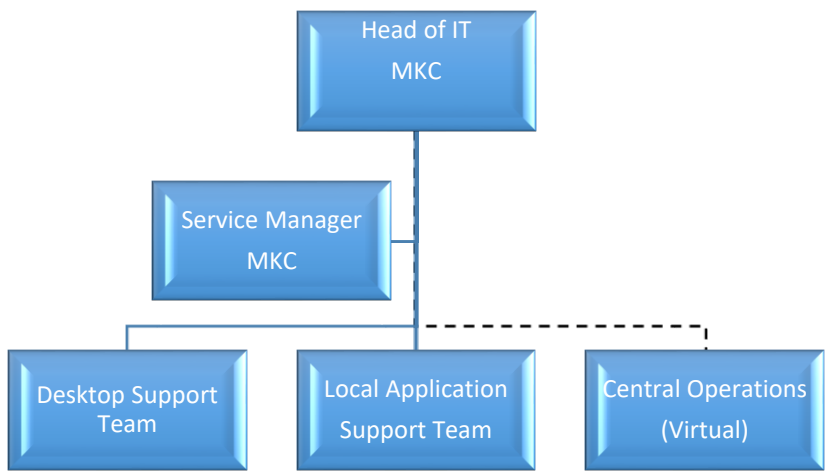 Head of IT
MKC
Service Manager
MKC
Desktop Support
Team
Local Application
Support Team
Central Operations
(Virtual)